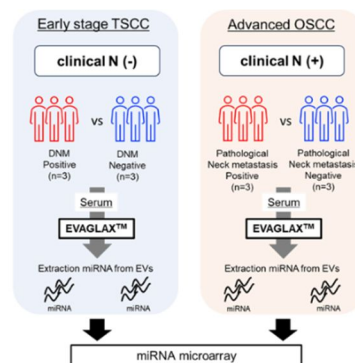 Early stage TSCC
clinical N (-)
vs
DNM
Positive
(n=3)
DNM
Negative
(n=3)
Serum
EVAGLAX™
Extraction miRNA from EVs
miRNA
miRNA
Advanced OSCC
clinical N (+)
vs
Pathological
Neck metastasis
Positive
(n=3)
Pathological
Neck metastasis
Negative
(n=3)
Serum
EVAGLAX™
Extraction miRNA from EVs
miRNA
miRNA
miRNA microarray